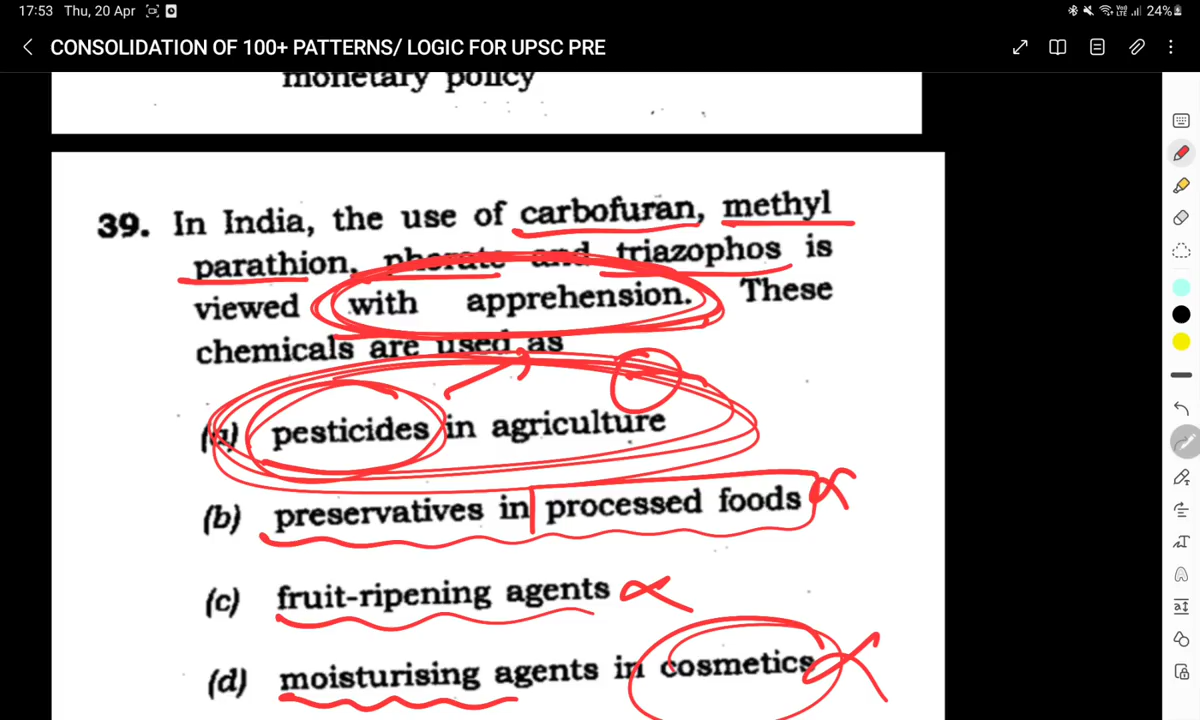 17:53 Thu, 20 Apr 24%
CONSOLIDATION OF 100+ PATTERNS/ LOGIC FOR UPSC PRE
monetary policy
39. In India, the use of carbofuran, methyl
parathion, phorate and triazophos is
viewed with apprehension. These
chemicals are used as
(a) pesticides in agriculture
(b) preservatives in processed foods
(c) fruit-ripening agents
(d) moisturising agents in cosmetics